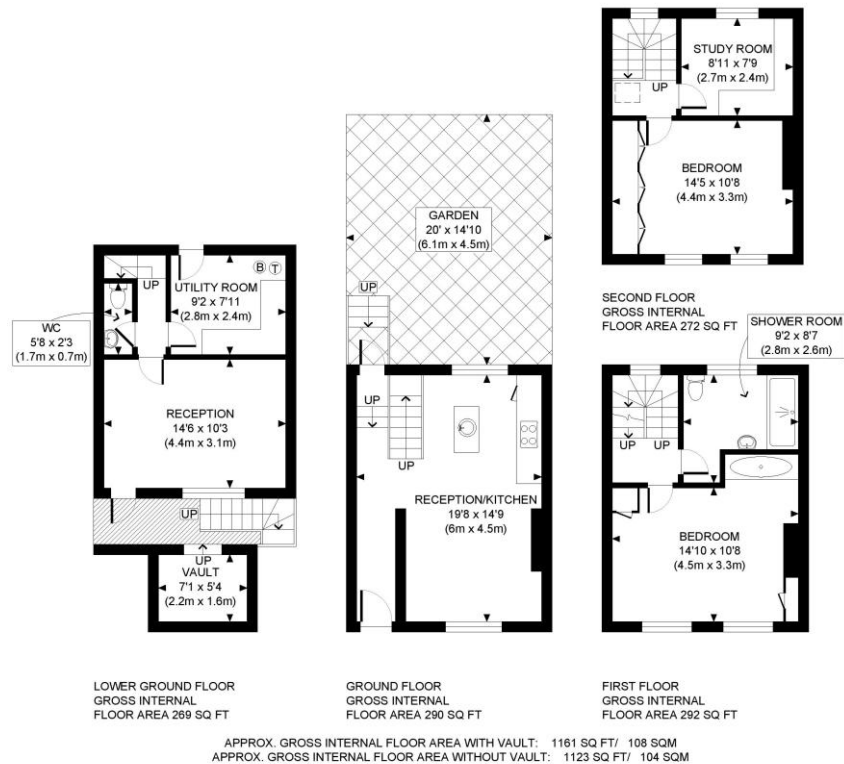 STUDY ROOM
8'11 x 7'9
(2.7m x 2.4m)
UP
BEDROOM
14'5 x 10'8
(4.4m x 3.3m)
SECOND FLOOR
GROSS INTERNAL
FLOOR AREA 272 SQ FT
GARDEN
20' x 14'10
(6.1m x 4.5m)
UP
UP
B T
UTILITY ROOM
9'2 x 7'11
(2.8m x 2.4m)
WC
5'8 x 2'3
(1.7m x 0.7m)
RECEPTION
14'6 x 10'3
(4.4m x 3.1m)
UP
UP
VAULT
7'1 x 5'4
(2.2m x 1.6m)
LOWER GROUND FLOOR
GROSS INTERNAL
FLOOR AREA 269 SQ FT
UP
UP
RECEPTION/KITCHEN
19'8 x 14'9
(6m x 4.5m)
GROUND FLOOR
GROSS INTERNAL
FLOOR AREA 290 SQ FT
SHOWER ROOM
9'2 x 8'7
(2.8m x 2.6m)
UP UP
BEDROOM
14'10 x 10'8
(4.5m x 3.3m)
FIRST FLOOR
GROSS INTERNAL
FLOOR AREA 292 SQ FT
APPROX. GROSS INTERNAL FLOOR AREA WITH VAULT: 1161 SQ FT/ 108 SQM
APPROX. GROSS INTERNAL FLOOR AREA WITHOUT VAULT: 1123 SQ FT/ 104 SQM